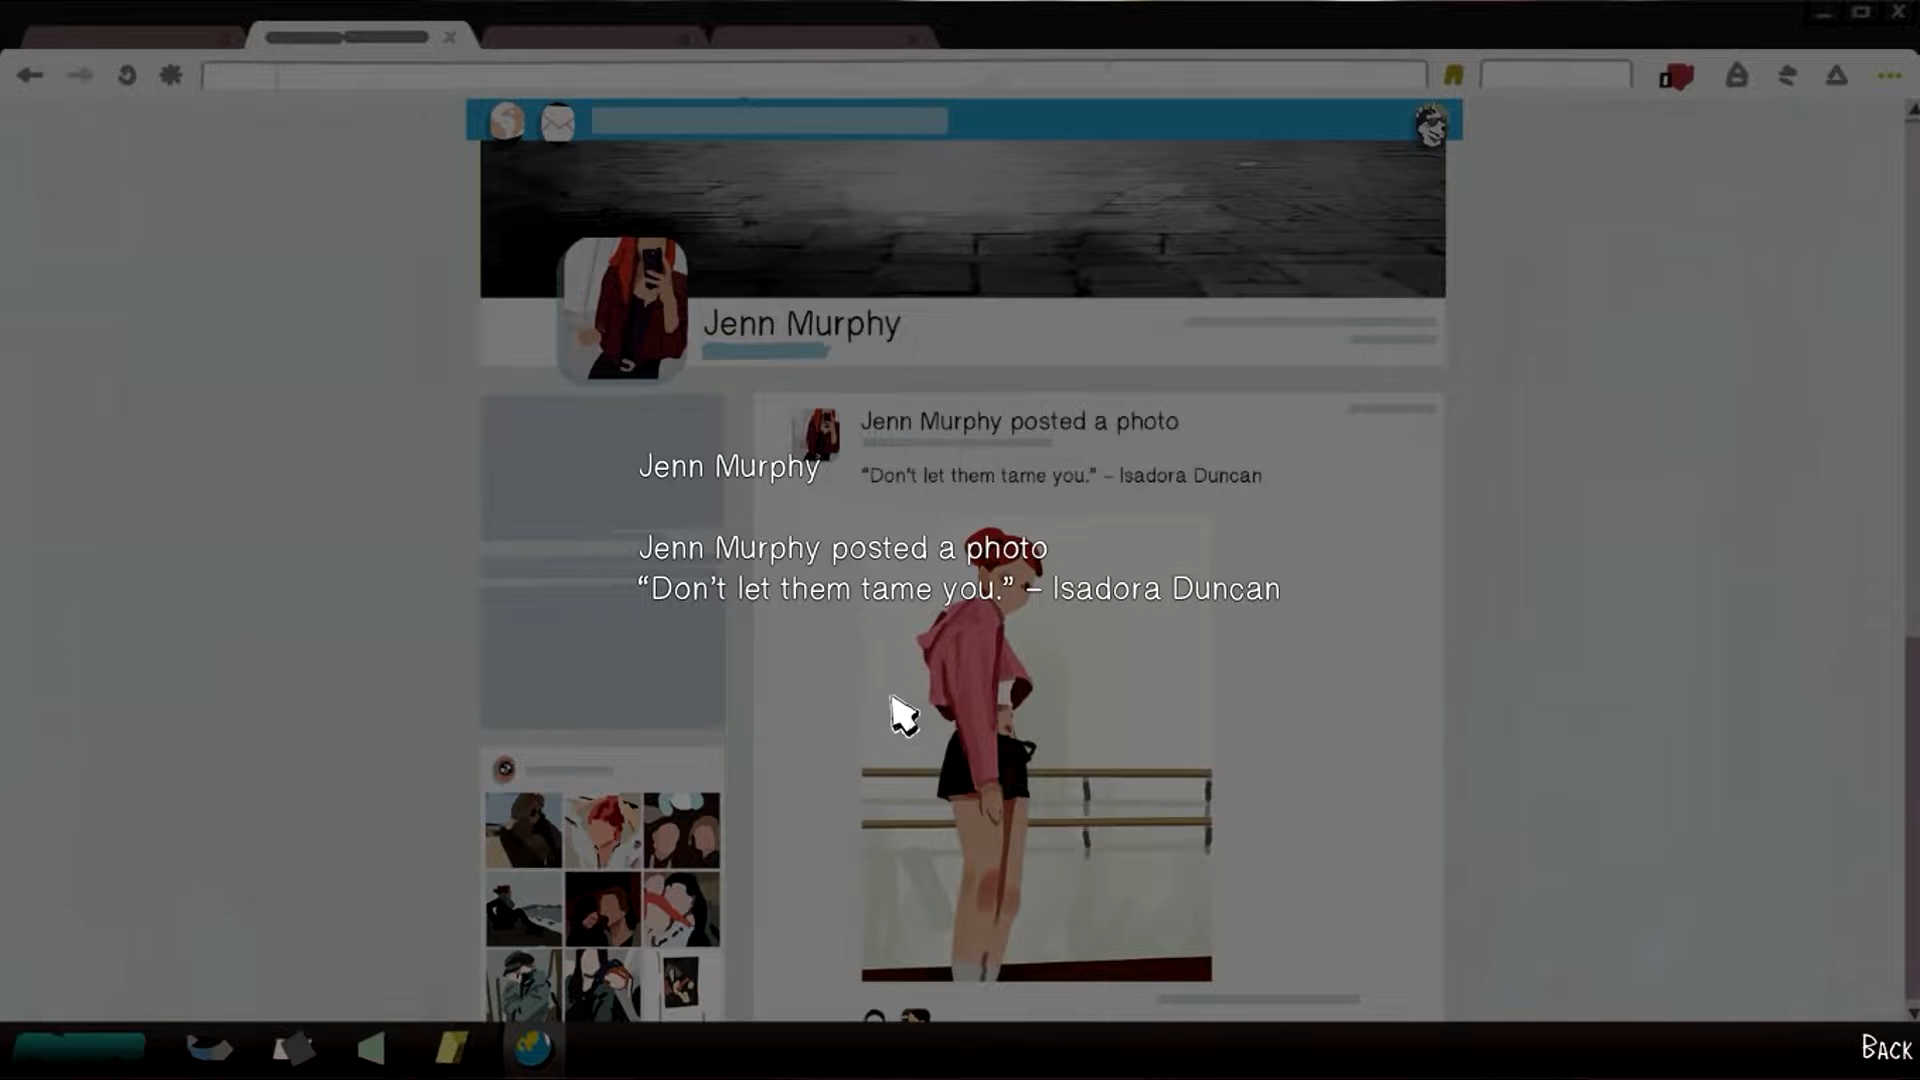 Jenn Murphy
Jenn Murphy posted a photo
“Don't let them tame you.” – Isadora Duncan
Jenn Murphy
Jenn Murphy posted a photo
“Don't let them tame you.” – Isadora Duncan
BACK